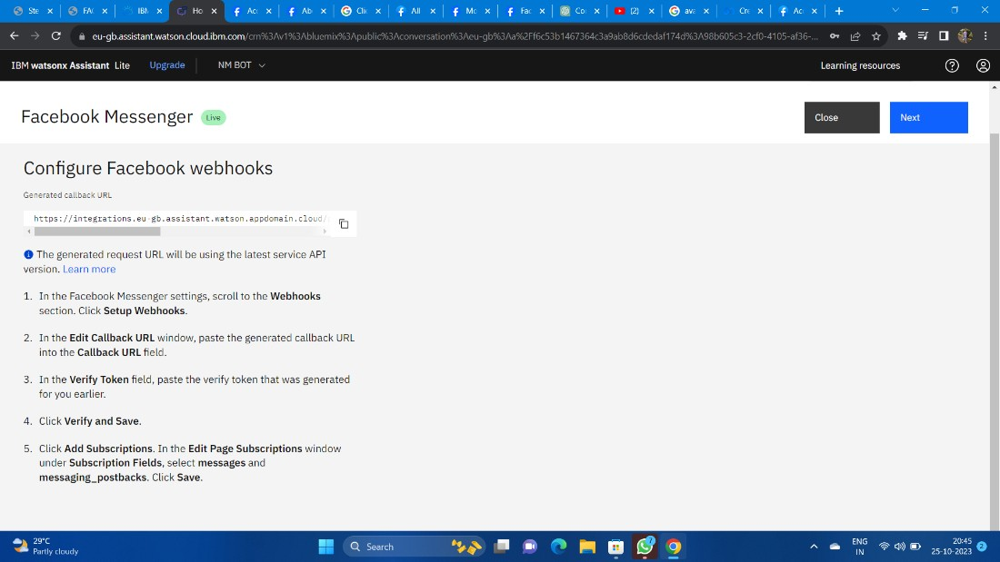 Ste
FA
IBM
Ho
Ac
Ab
Cli
All
Mc
Fac
Co
(2)
ava
Cre
Ac
eu-gb.assistant.watson.cloud.ibm.com/crn%3Av1%3Abluemix%3Apublic%3Aconversation%3Aeu-gb%3Aa%2Ff6c53b1467364c3a9ab8d6cdedaf174d%3A98b605c3-2cf0-4105-af36-...
IBM watsonx Assistant Lite Upgrade NM BOT Learning resources
Facebook Messenger Live Close Next
Configure Facebook webhooks
Generated callback URL
https://integrations.eu-gb.assistant.watson.appdomain.cloud/
The generated request URL will be using the latest service API
version. Learn more
1. In the Facebook Messenger settings, scroll to the Webhooks
section. Click Setup Webhooks.
2. In the Edit Callback URL window, paste the generated callback URL
into the Callback URL field.
3. In the Verify Token field, paste the verify token that was generated
for you earlier.
4. Click Verify and Save.
5. Click Add Subscriptions. In the Edit Page Subscriptions window
under Subscription Fields, select messages and
messaging_postbacks. Click Save.
29°C
Partly cloudy
Search
ENG
IN
20:45
25-10-2023
2